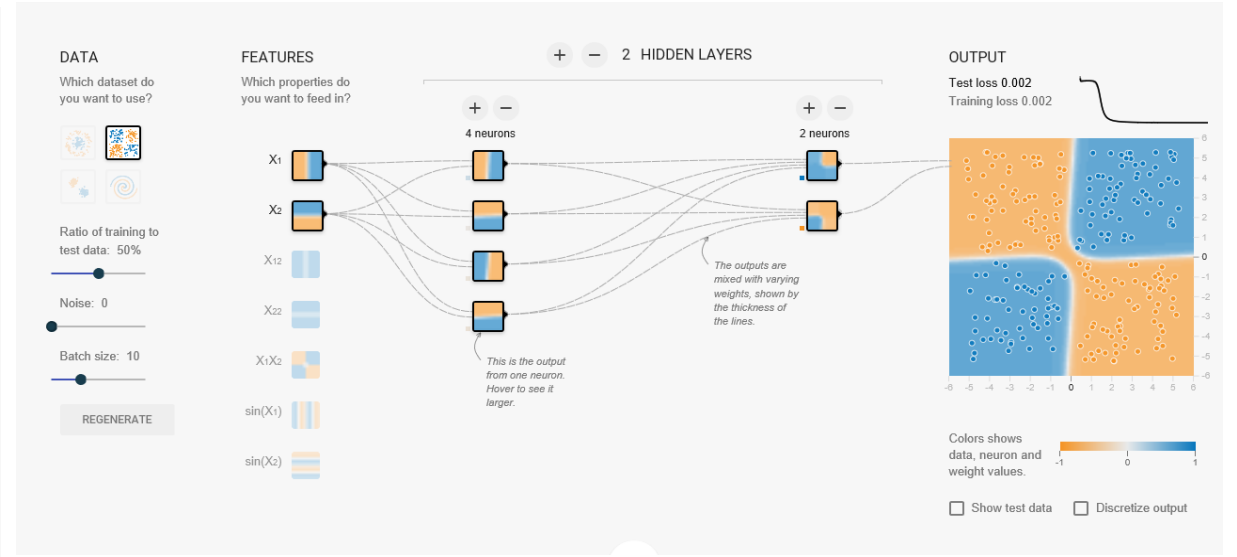 DATA
Which dataset do
you want to use?
Ratio of training to
test data: 50%
Noise: 0
Batch size: 10
REGENERATE
FEATURES
Which properties do
you want to feed in?
X1
X2
X12
X22
X1X2
sin(X1)
sin(X2)
+ − 2 HIDDEN LAYERS
+ −
4 neurons
+ −
2 neurons
This is the output
from one neuron.
Hover to see it
larger.
The outputs are
mixed with varying
weights, shown by
the thickness of
the lines.
OUTPUT
Test loss 0.002
Training loss 0.002
6
5
4
3
2
1
0
-1
-2
-3
-4
-5
-6
-6 -5 -4 -3 -2 -1 0 1 2 3 4 5 6
Colors shows
data, neuron and
weight values.
-1 0 1
Show test data
Discretize output